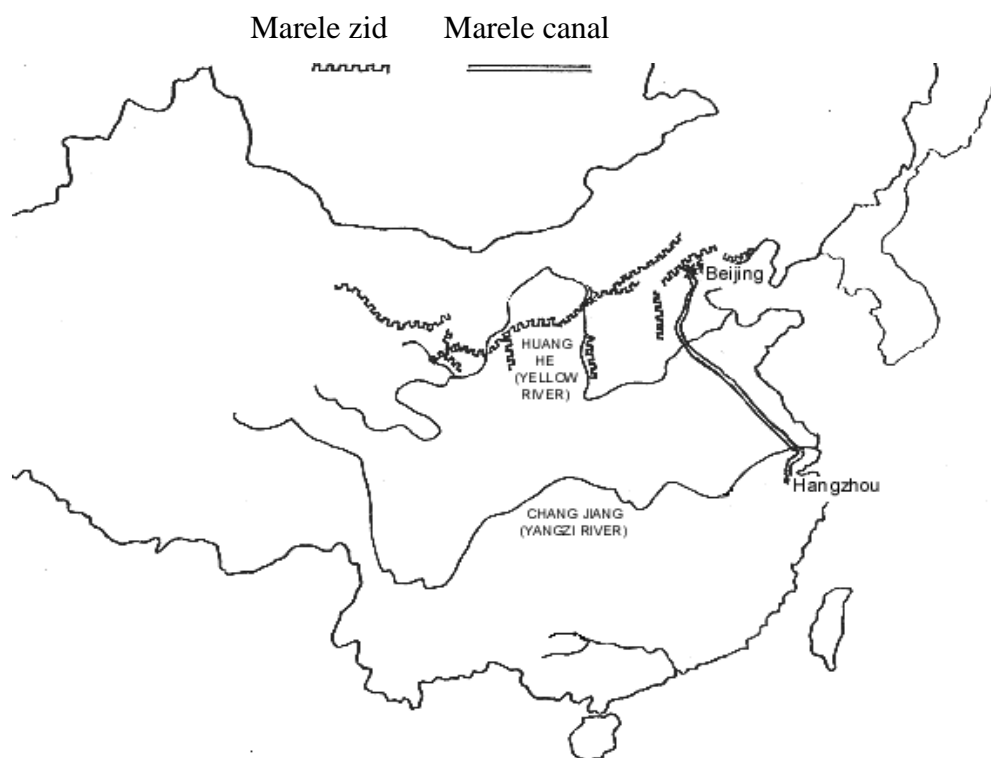 Marele zid Marele canal
Beijing
HUANG
HE
(YELLOW
RIVER)
Hangzhou
CHANG JIANG
(YANGZI RIVER)